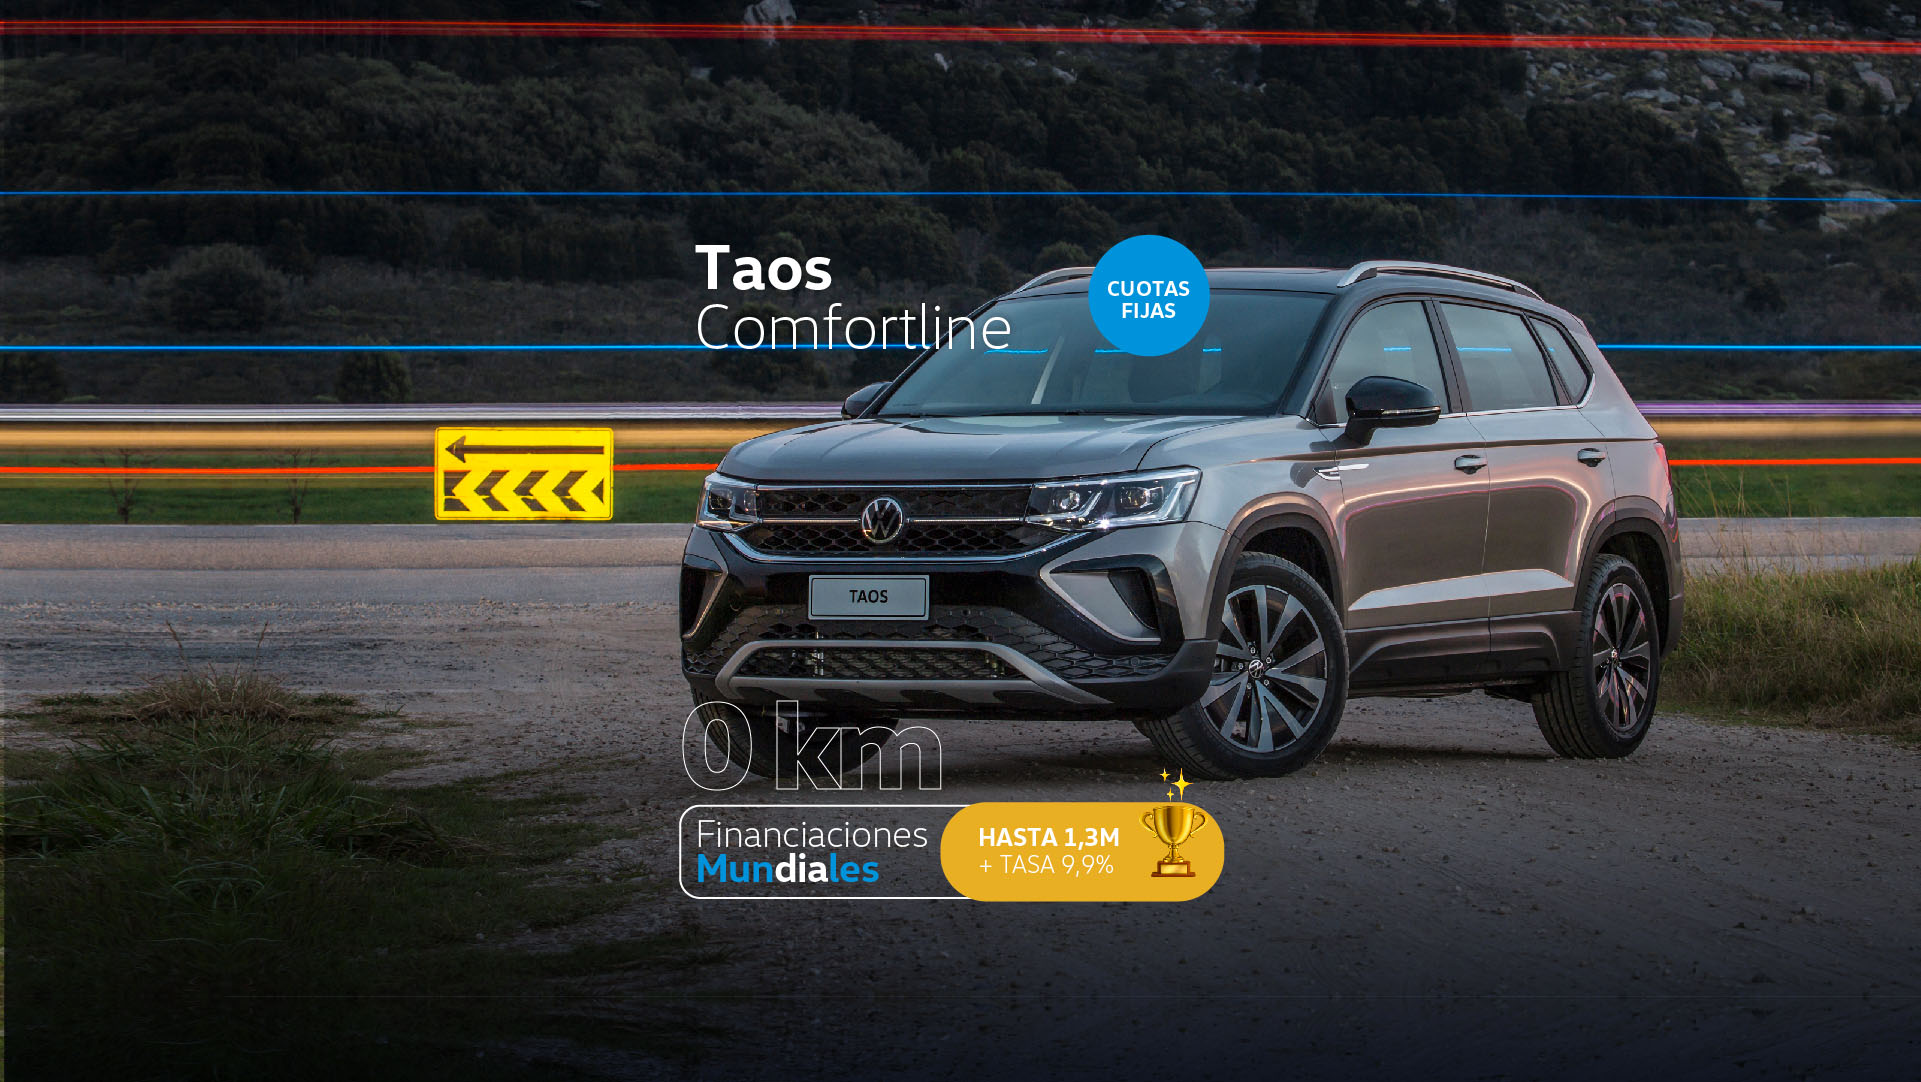 Taos
Comfortline
CUOTAS
FIJAS
TAOS
0 km
Financiaciones
Mundiales
HASTA 1,3M
+ TASA 9,9%